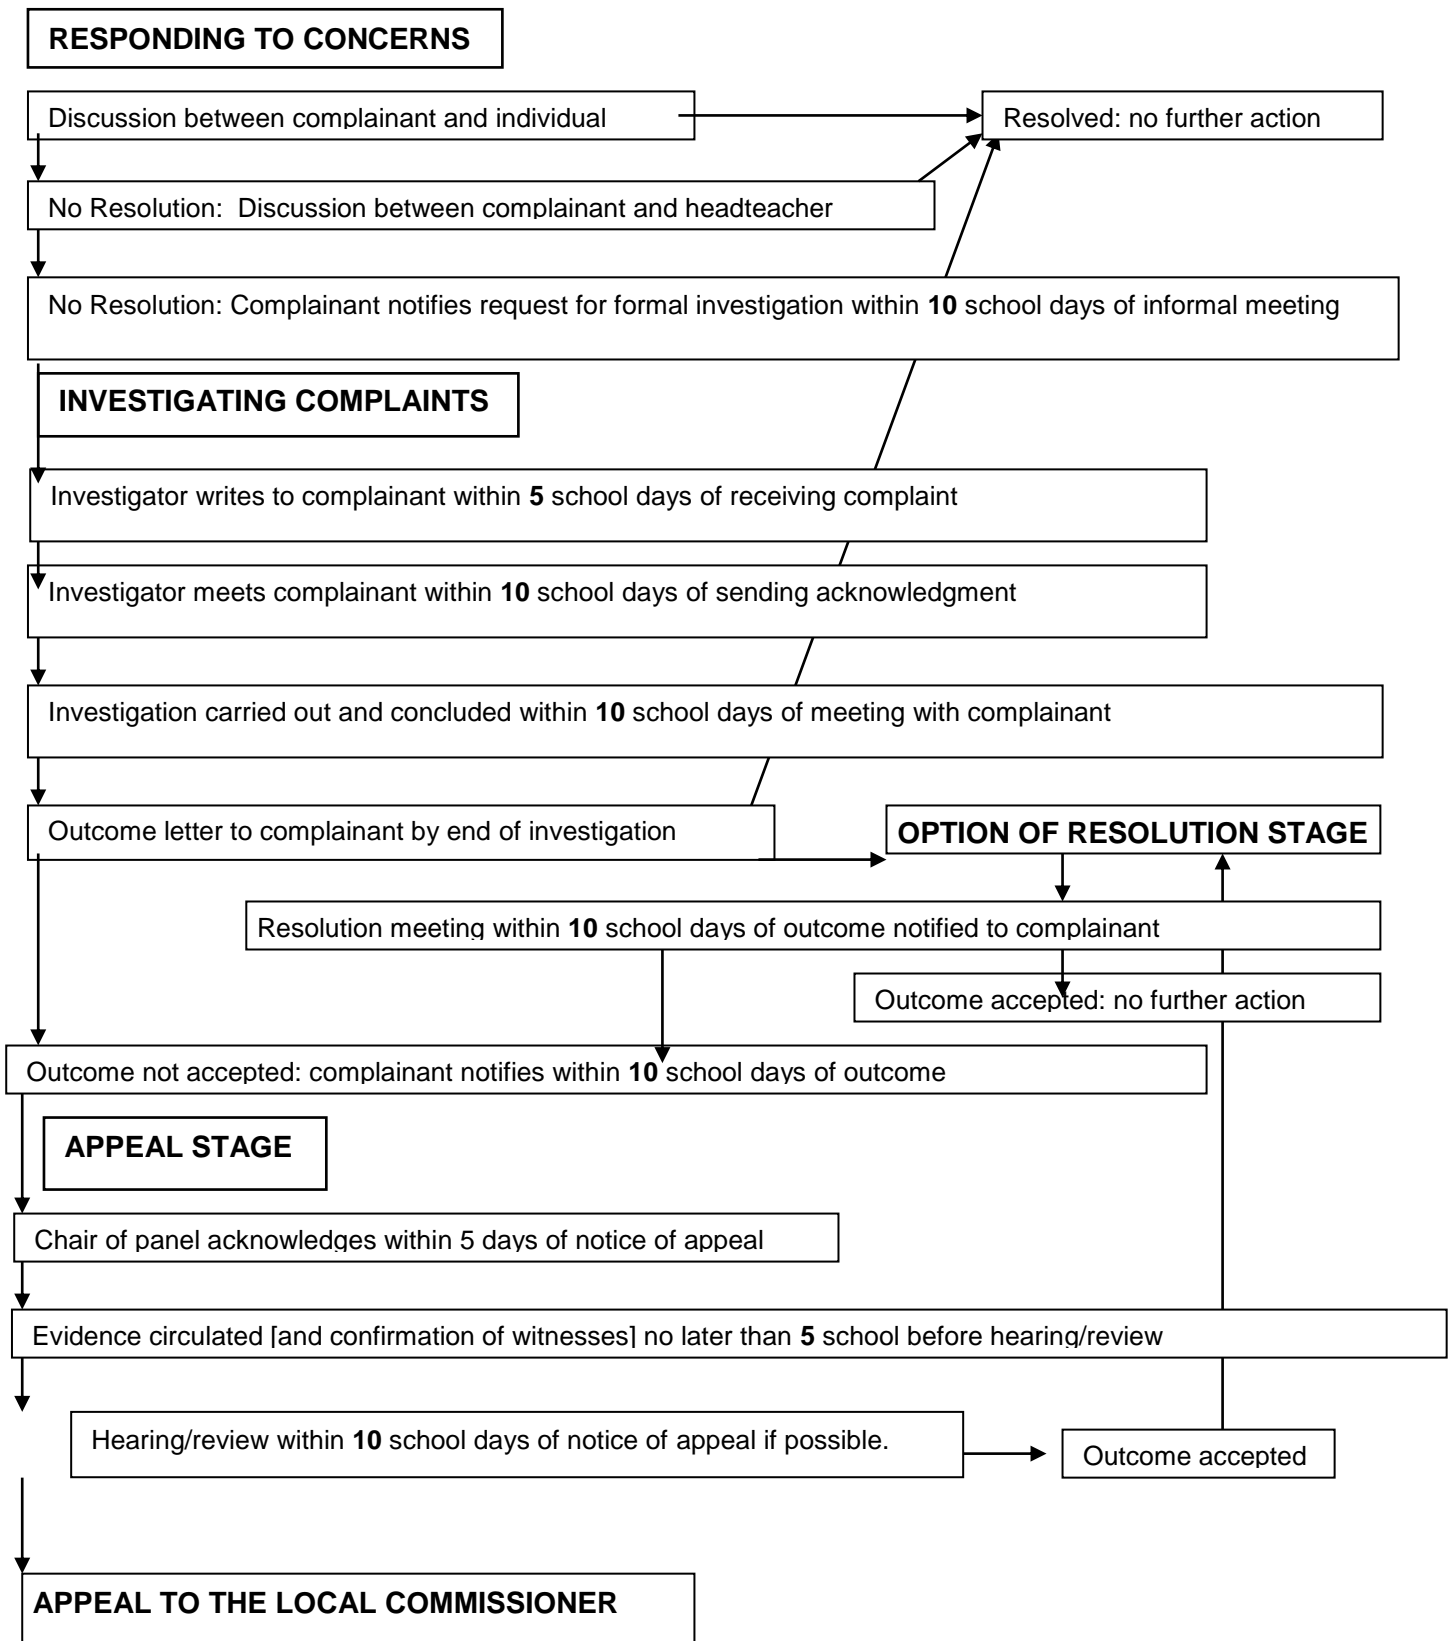 RESPONDING TO CONCERNS
Discussion between complainant and individual
Resolved: no further action
No Resolution:  Discussion between complainant and headteacher
No Resolution: Complainant notifies request for formal investigation within 10 school days of informal meeting
INVESTIGATING COMPLAINTS
Investigator writes to complainant within 5 school days of receiving complaint
Investigator meets complainant within 10 school days of sending acknowledgment
Investigation carried out and concluded within 10 school days of meeting with complainant
Outcome letter to complainant by end of investigation
OPTION OF RESOLUTION STAGE
Resolution meeting within 10 school days of outcome notified to complainant
Outcome accepted: no further action
Outcome not accepted: complainant notifies within 10 school days of outcome
APPEAL STAGE
Chair of panel acknowledges within 5 days of notice of appeal
Evidence circulated [and confirmation of witnesses] no later than 5 school before hearing/review
Hearing/review within 10 school days of notice of appeal if possible.
Outcome accepted
APPEAL TO THE LOCAL COMMISSIONER